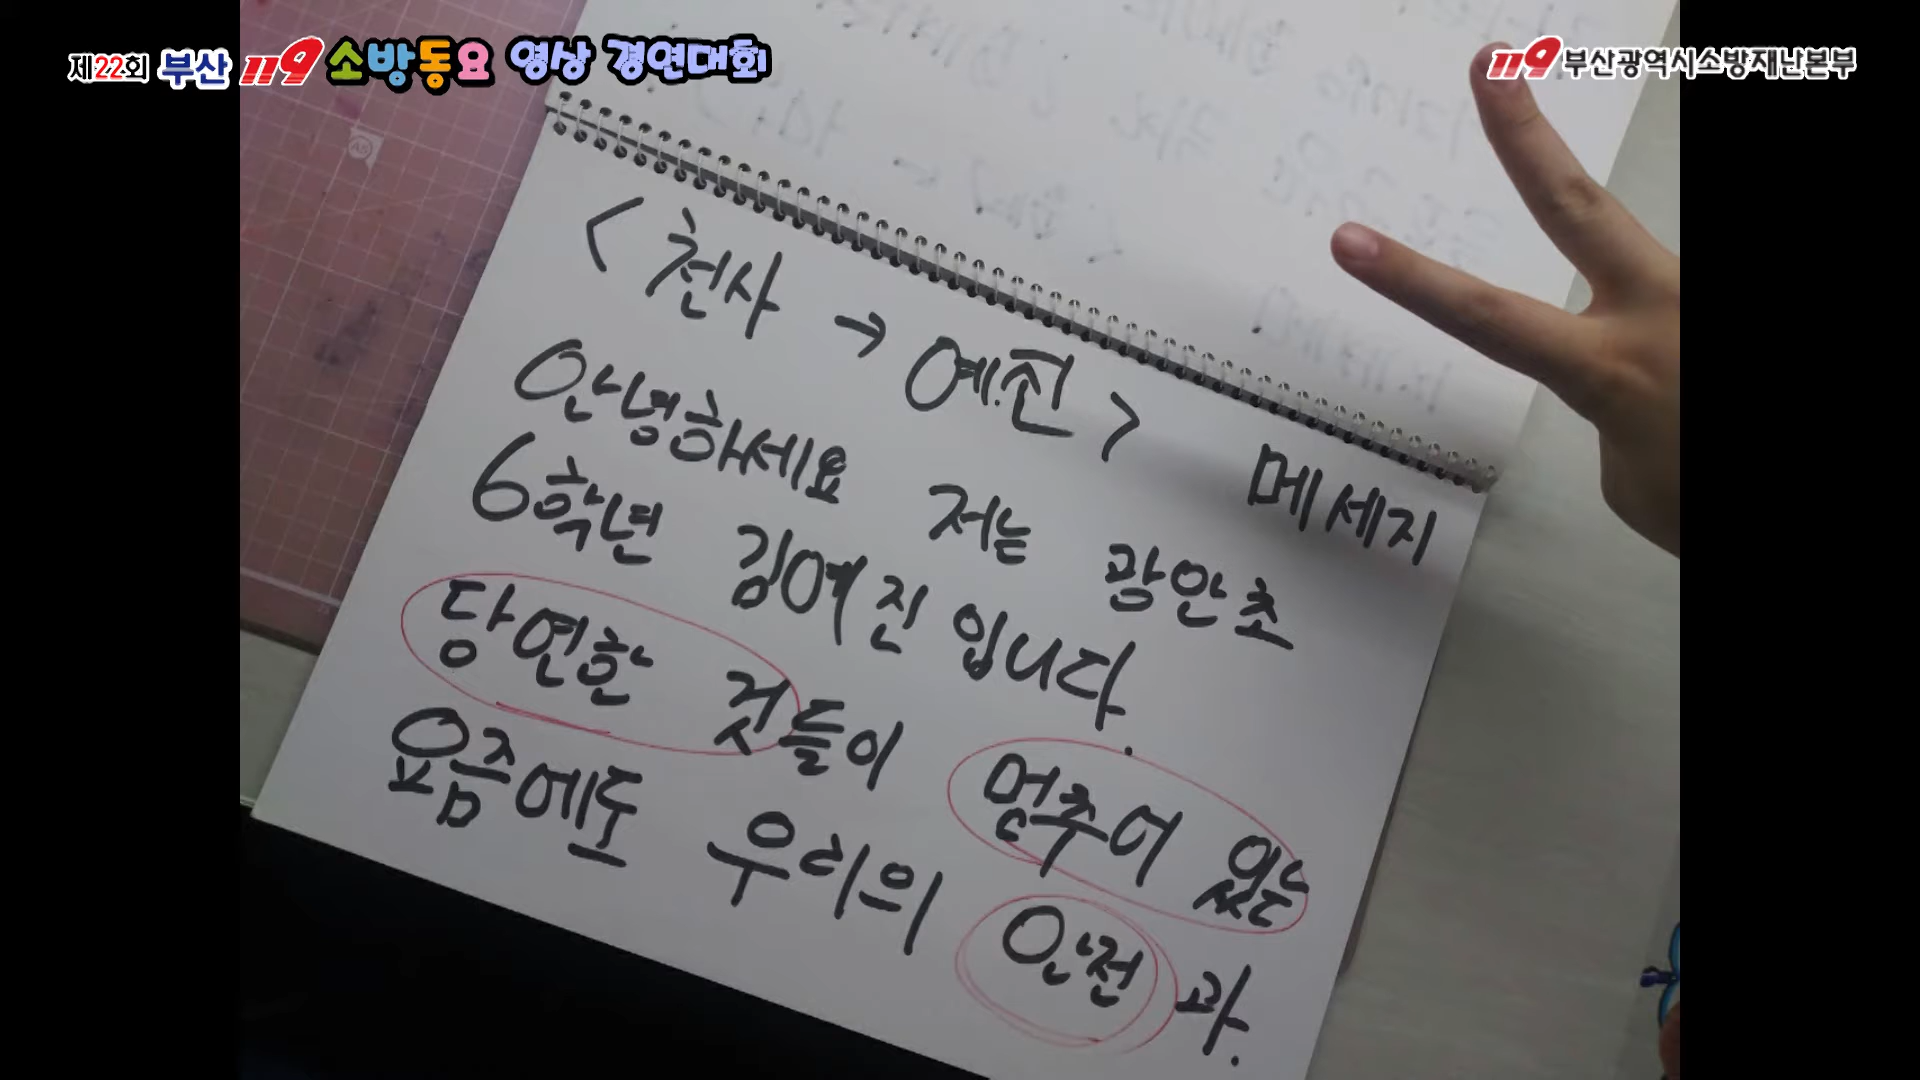 제22회 부산 119 소방동요 영상 경연대회
119 부산광역시소방재난본부
<천사 → 예진> 메세지
안녕하세요 저는 광안초
6학년 김예진입니다.
당연한 것들이 멈추어 있는
요즘에도 우리의 안전과.